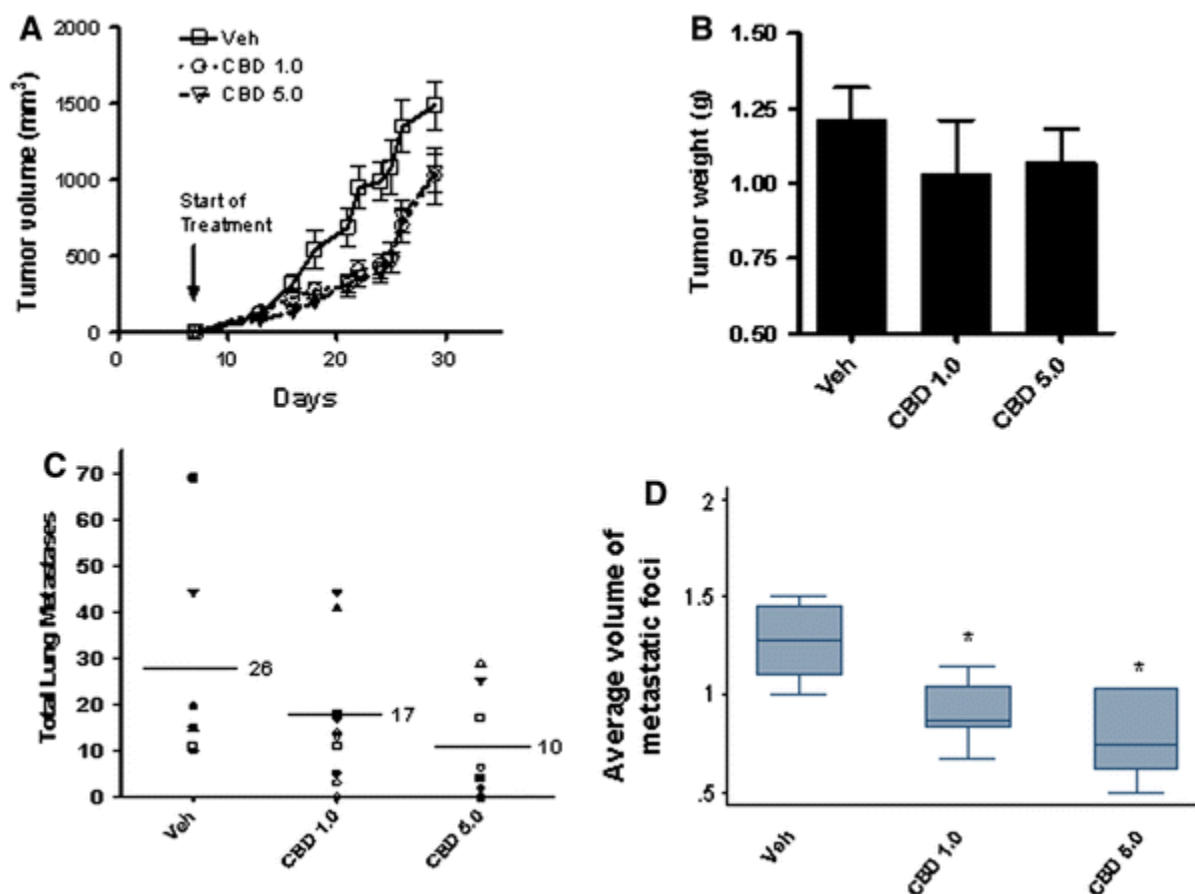 A
Tumor volume (mm³)
2000
1500
1000
500
0
Veh
CBD 1.0
CBD 5.0
Start of
Treatment
0
10
20
30
Days
B
Tumor weight (g)
1.50
1.25
1.00
0.75
0.50
Veh
CBD 1.0
CBD 5.0
C
Total Lung Metastases
70
60
50
40
30
20
10
0
26
17
10
Veh
CBD 1.0
CBD 5.0
D
Average volume of
metastatic foci
2
1.5
1
.5
*
*
Veh
CBD 1.0
CBD 5.0